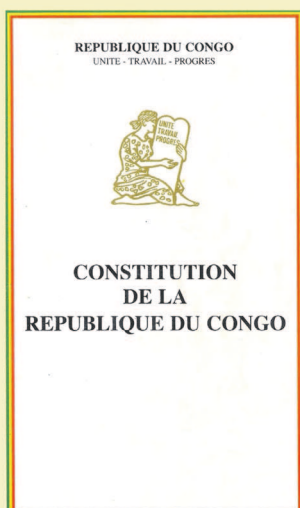 REPUBLIQUE DU CONGO
UNITE - TRAVAIL - PROGRES
UNITE
TRAVAIL
PROGRES
CONSTITUTION
DE LA
REPUBLIQUE DU CONGO